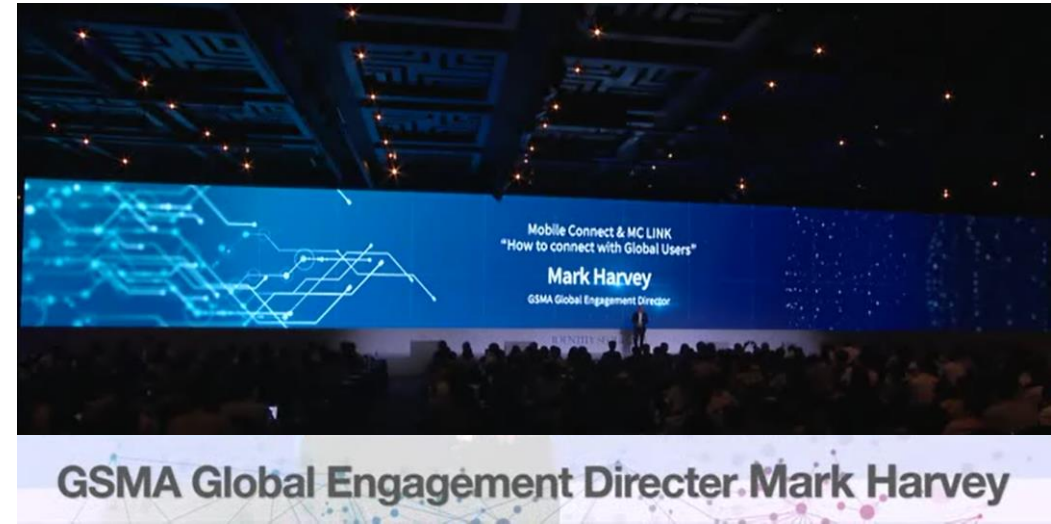 Mobile Connect & MC LINK
"How to connect with Global Users"
Mark Harvey
GSMA Global Engagement Director
IDENTITY
GSMA Global Engagement Directer Mark Harvey